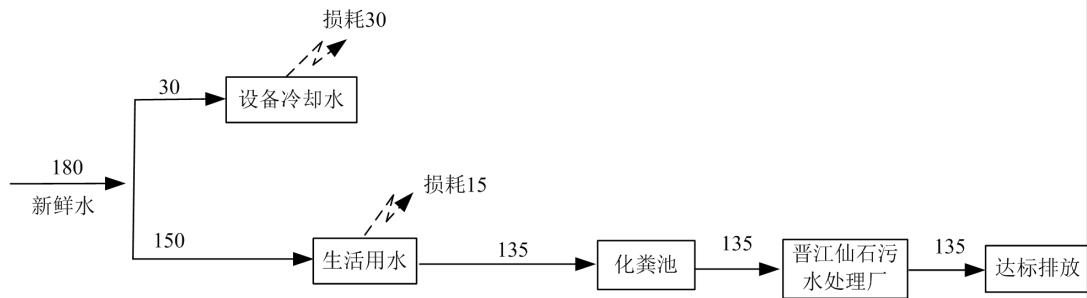 损耗30
30
设备冷却水
180
新鲜水
损耗15
150
生活用水
135
化粪池
135
晋江仙石污
水处理厂
135
达标排放